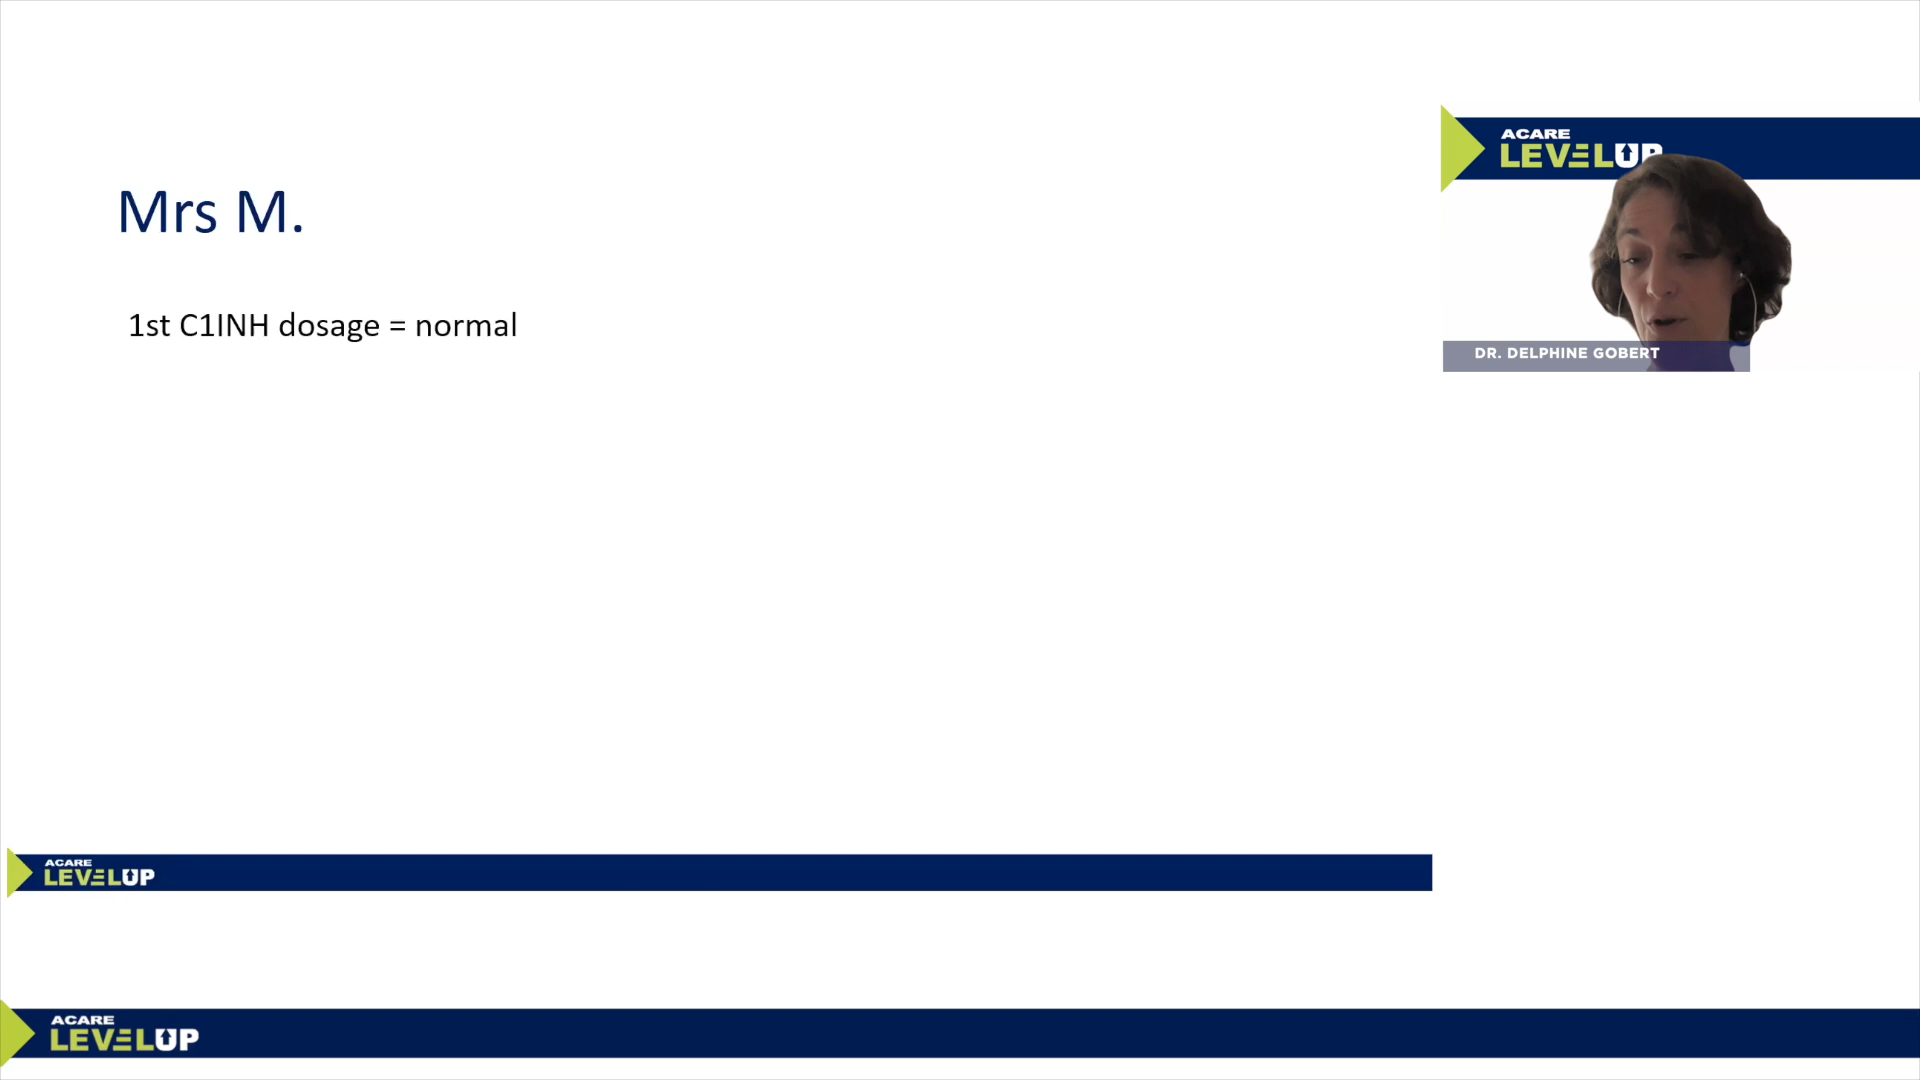 Mrs M.
1st C1INH dosage = normal
ACARE
LEVELUP
DR. DELPHINE GOBERT
ACARE
LEVELUP
ACARE
LEVELUP